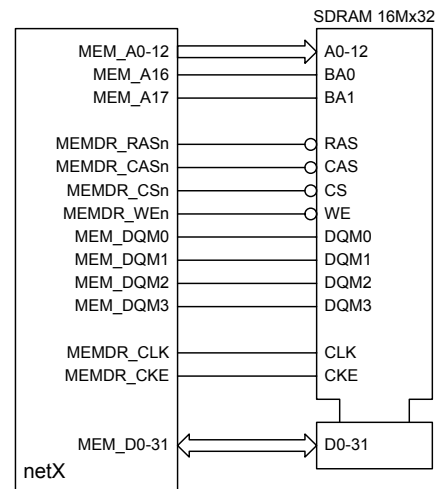 SDRAM 16Mx32
MEM_A0-12 A0-12
MEM_A16 BA0
MEM_A17 BA1
MEMDR_RASn RAS
MEMDR_CASn CAS
MEMDR_CSn CS
MEMDR_WEn WE
MEM_DQM0 DQM0
MEM_DQM1 DQM1
MEM_DQM2 DQM2
MEM_DQM3 DQM3
MEMDR_CLK CLK
MEMDR_CKE CKE
MEM_D0-31 D0-31
netX